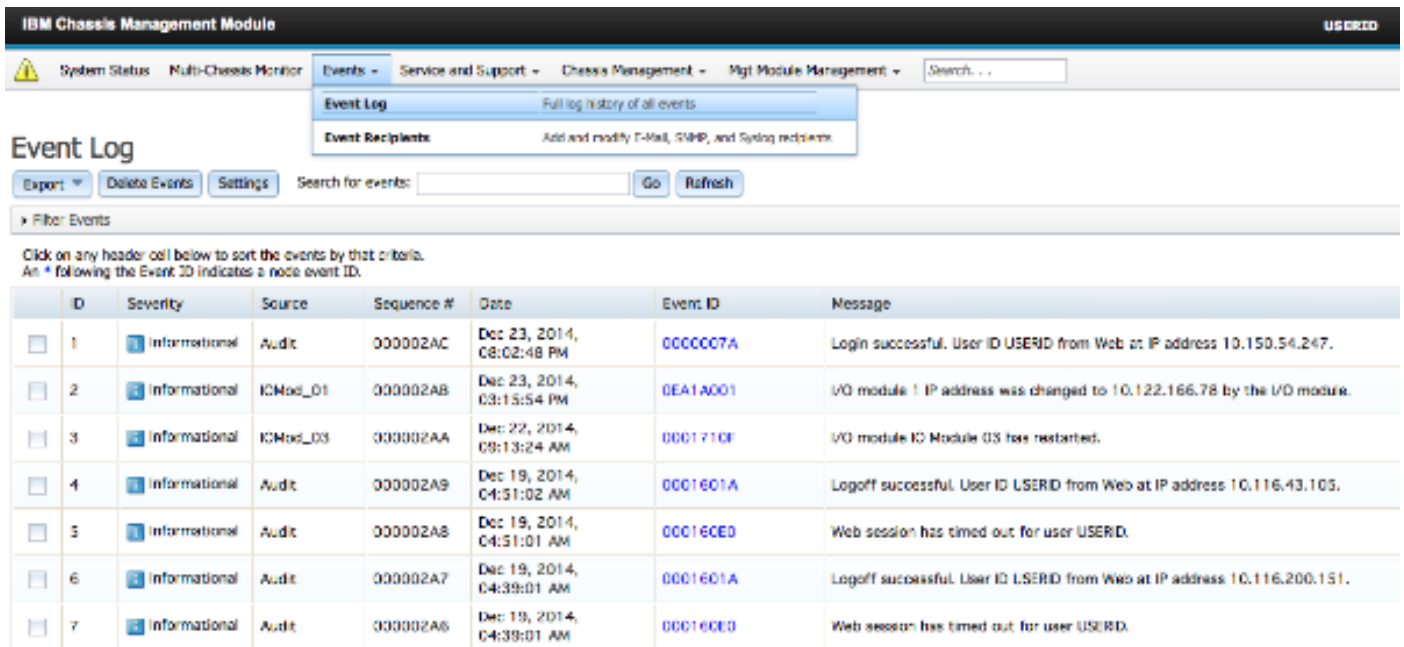 IBM Chassis Management Module USERID
System Status Multi-Chassis Monitor Events Service and Support Chassis Management Mgt Module Management Search...
Event Log Full log history of all events
Event Recipients Add and modify E-Mail, SNMP, and Syslog recipients
Event Log
Export Delete Events Settings Search for events: Go Refresh
Filter Events
Click on any header cell below to sort the events by that criteria.
An * following the Event ID indicates a node event ID.
ID Severity Source Sequence # Date Event ID Message
1 Informational Audit 000002AC Dec 23, 2014, 08:02:48 PM 0000007A Login successful. User ID USERID from Web at IP address 10.150.54.247.
2 Informational IOMod_01 000002AB Dec 23, 2014, 03:15:54 PM 0EA1A001 I/O module 1 IP address was changed to 10.122.166.78 by the I/O module.
3 Informational IOMod_03 000002AA Dec 22, 2014, 09:13:24 AM 0001710F I/O module IO Module 03 has restarted.
4 Informational Audit 000002A9 Dec 19, 2014, 04:51:02 AM 0001601A Logoff successful. User ID USERID from Web at IP address 10.116.43.105.
5 Informational Audit 000002A8 Dec 19, 2014, 04:51:01 AM 000160E0 Web session has timed out for user USERID.
6 Informational Audit 000002A7 Dec 19, 2014, 04:39:01 AM 0001601A Logoff successful. User ID USERID from Web at IP address 10.116.200.151.
7 Informational Audit 000002A6 Dec 19, 2014, 04:39:01 AM 000160E0 Web session has timed out for user USERID.